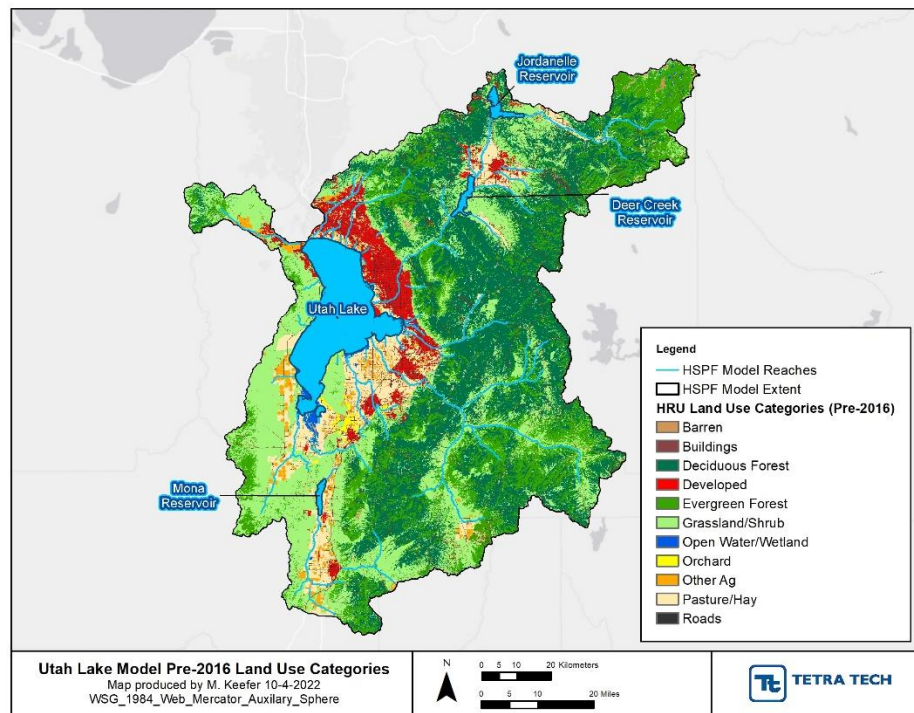 Jordanelle
Reservoir
Deer Creek
Reservoir
Utah Lake
Mona
Reservoir
Legend
HSPF Model Reaches
HSPF Model Extent
HRU Land Use Categories (Pre-2016)
Barren
Buildings
Deciduous Forest
Developed
Evergreen Forest
Grassland/Shrub
Open Water/Wetland
Orchard
Other Ag
Pasture/Hay
Roads
Utah Lake Model Pre-2016 Land Use Categories
Map produced by M. Keefer 10-4-2022
WSG_1984_Web_Mercator_Auxilary_Sphere
N
0 5 10 20 Kilometers
0 5 10 20 Miles
Tt TETRA TECH